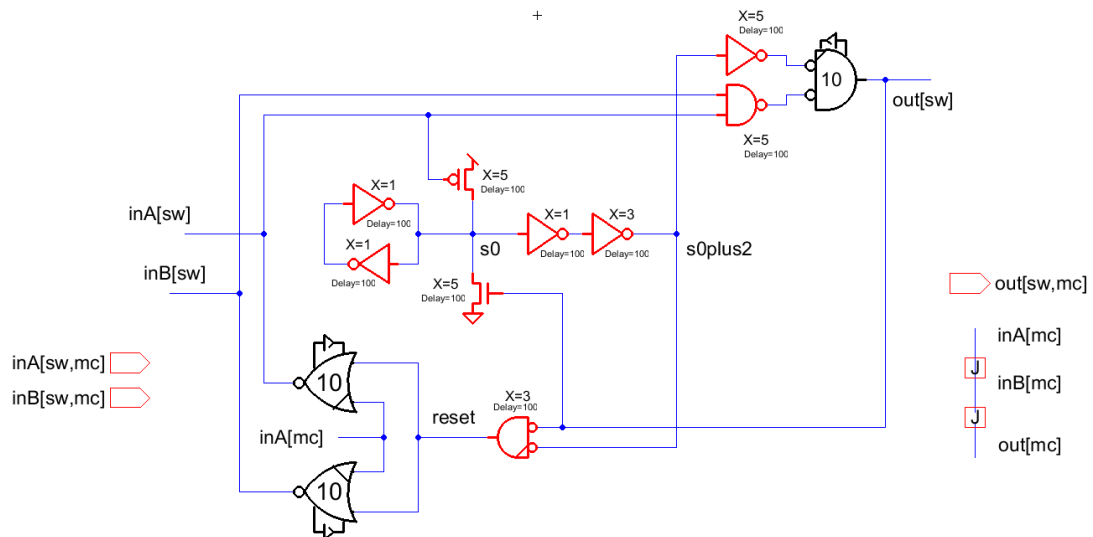 X=5
Delay=100
10
out[sw]
X=5
Delay=100
X=5
Delay=100
X=1
Delay=100
inA[sw]
X=1
Delay=100
X=3
Delay=100
s0
s0plus2
X=1
Delay=100
inB[sw]
X=5
Delay=100
out[sw,mc]
inA[mc]
inA[sw,mc]
J
inB[mc]
10
inB[sw,mc]
X=3
Delay=100
reset
J
inA[mc]
out[mc]
10